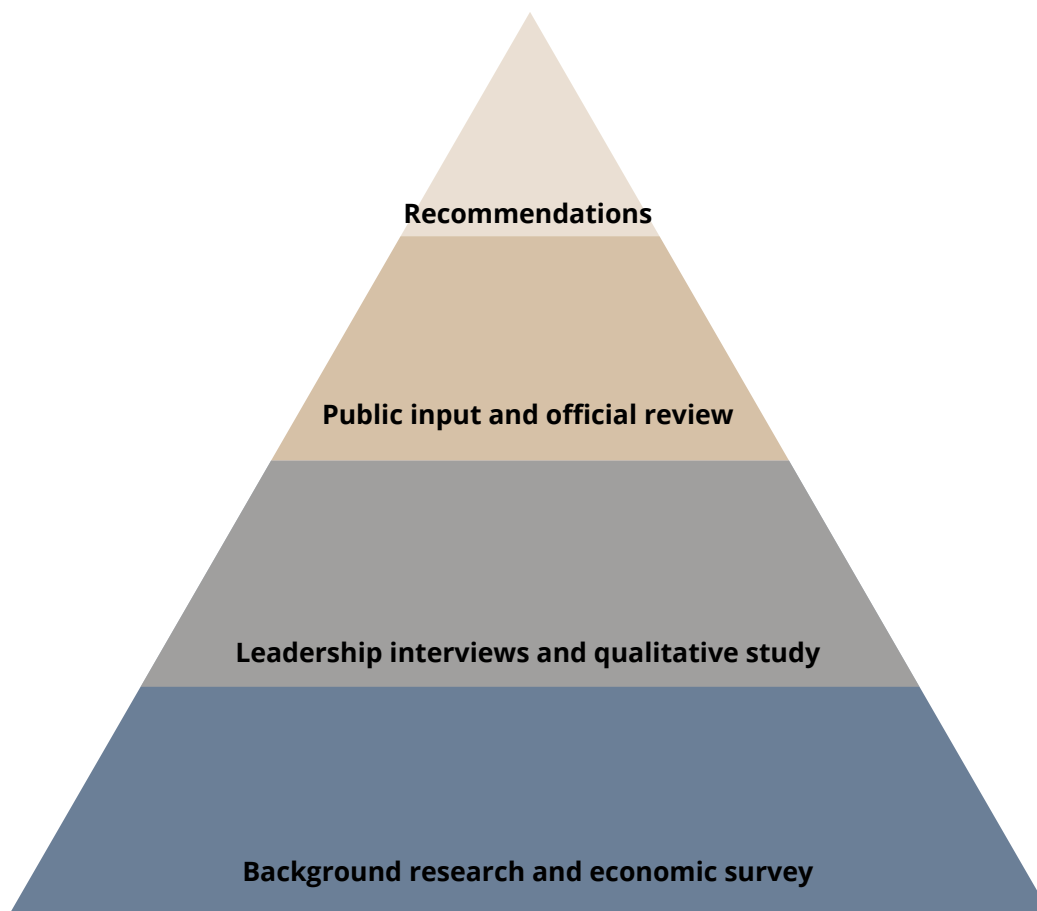 Recommendations
Public input and official review
Leadership interviews and qualitative study
Background research and economic survey